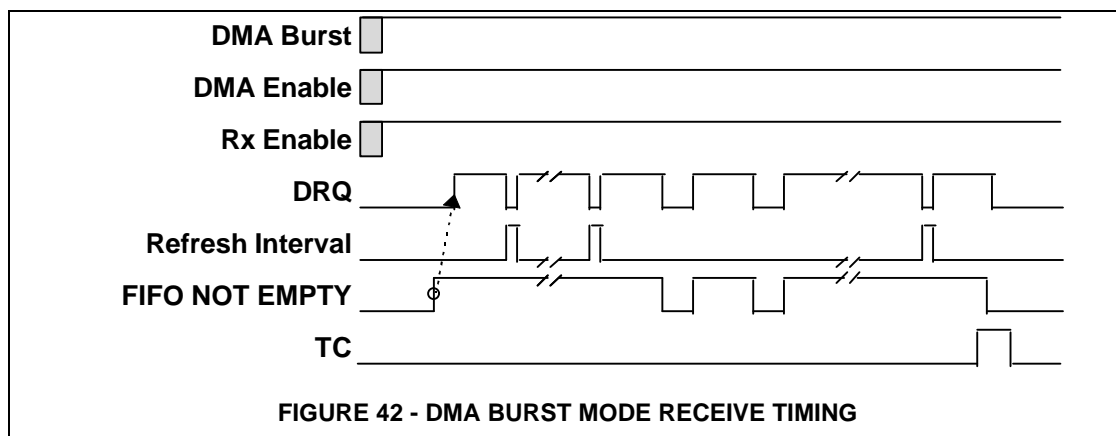 DMA Burst
DMA Enable
Rx Enable
DRQ
Refresh Interval
FIFO NOT EMPTY
TC
FIGURE 42 - DMA BURST MODE RECEIVE TIMING